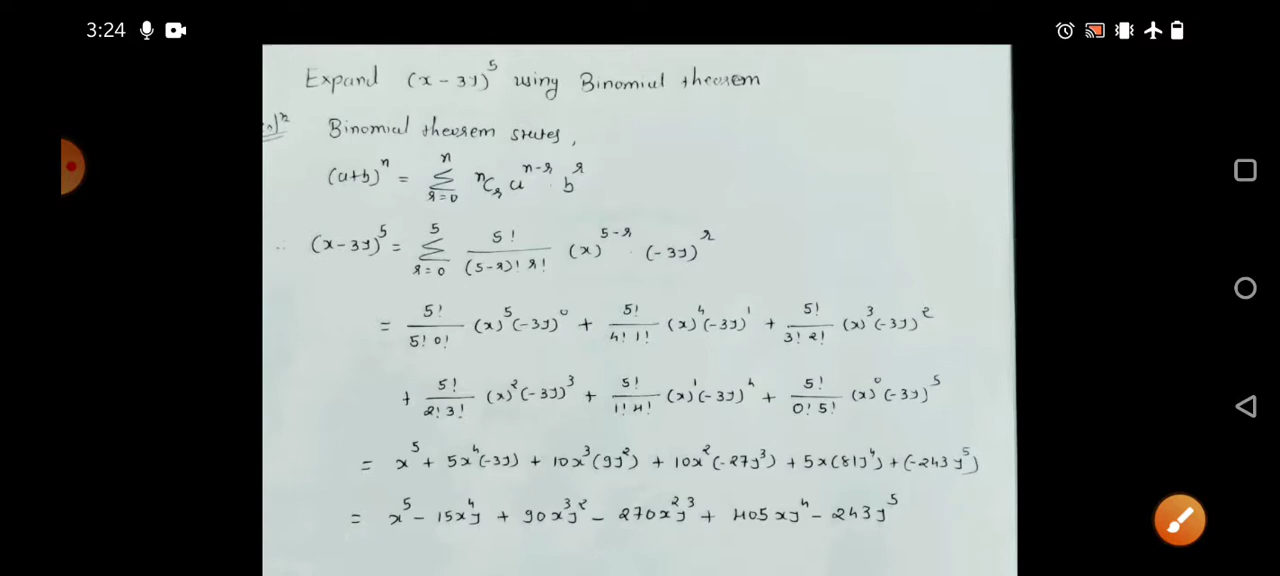 3:24
Expand (x - 3y)^5 using Binomial theorem
Binomial theorem states,
(a+b)^n = Σ_{r=0}^{n} ^nC_r a^{n-r} · b^r
∴ (x-3y)^5 = Σ_{r=0}^{5} 5!/((5-r)! r!) (x)^{5-r} · (-3y)^r
= 5!/(5! 0!) (x)^5 (-3y)^0 + 5!/(4! 1!) (x)^4 (-3y)^1 + 5!/(3! 2!) (x)^3 (-3y)^2
+ 5!/(2! 3!) (x)^2 (-3y)^3 + 5!/(1! 4!) (x)^1 (-3y)^4 + 5!/(0! 5!) (x)^0 (-3y)^5
= x^5 + 5x^4(-3y) + 10x^3(9y^2) + 10x^2(-27y^3) + 5x(81y^4) + (-243y^5)
= x^5 - 15x^4y + 90x^3y^2 - 270x^2y^3 + 405xy^4 - 243y^5